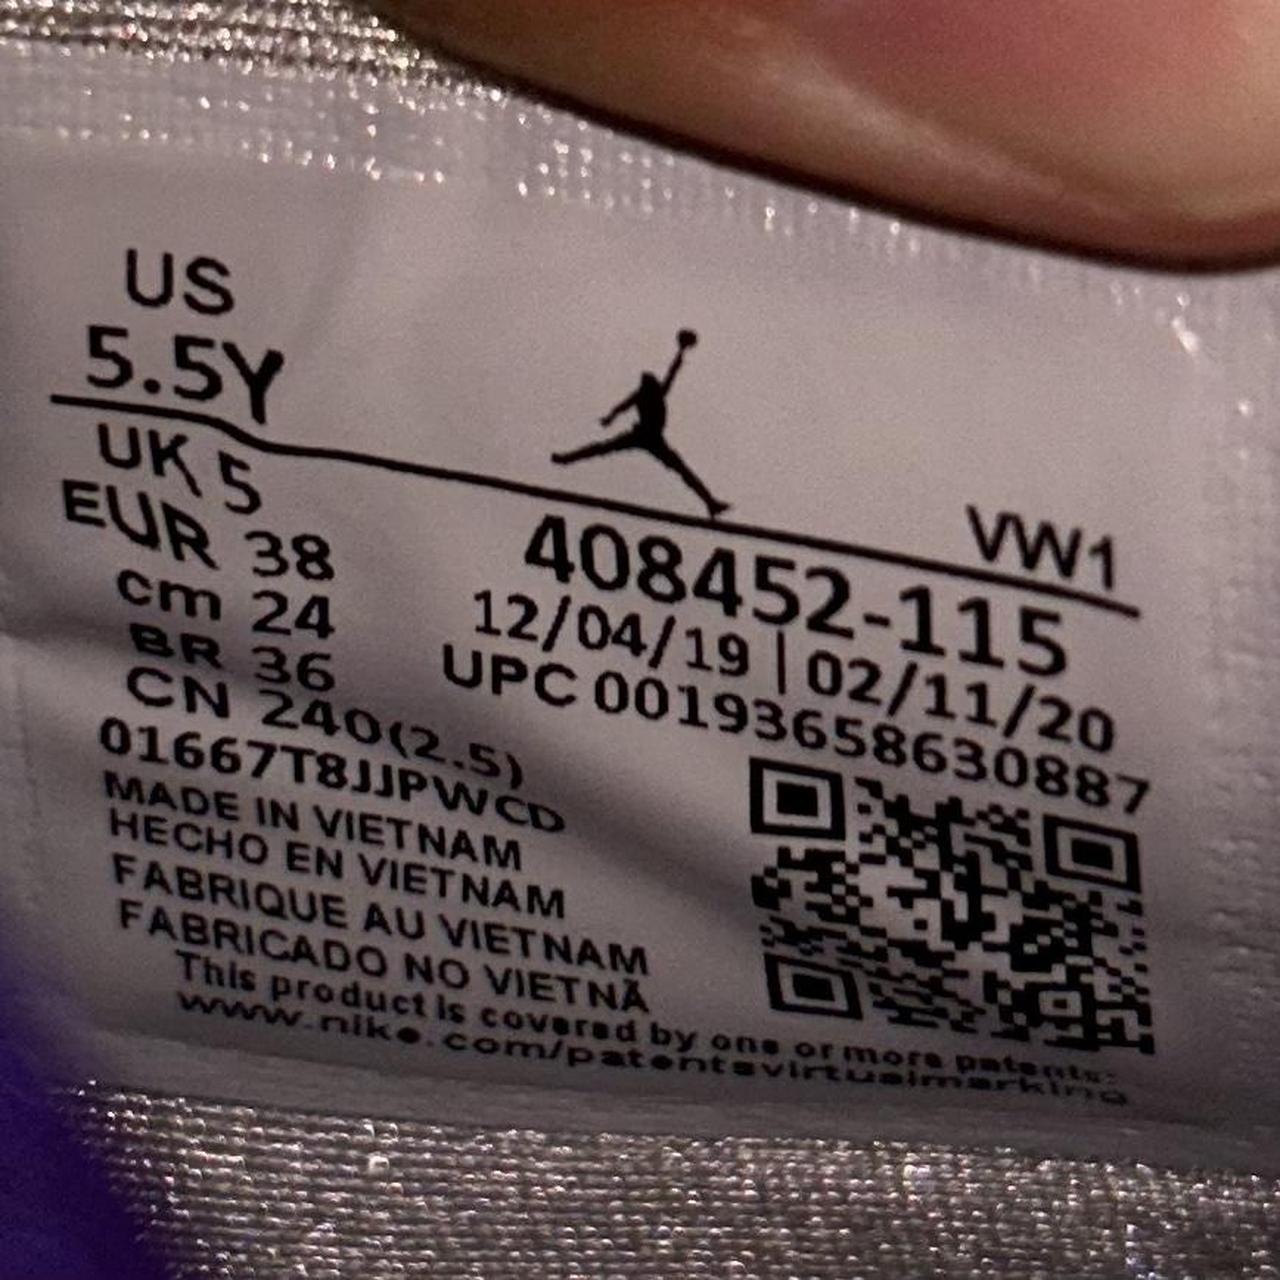 US
5.5Y
UK 5
EUR 38
cm 24
BR 36
CN 240(2.5)
VW1
408452-115
12/04/19 | 02/11/20
UPC 00193658630887
01667T8JJPWCD
MADE IN VIETNAM
HECHO EN VIETNAM
FABRIQUE AU VIETNAM
FABRICADO NO VIETNÃ
This product is covered by one or more patents:
www.nike.com/patentsvirtualmarking